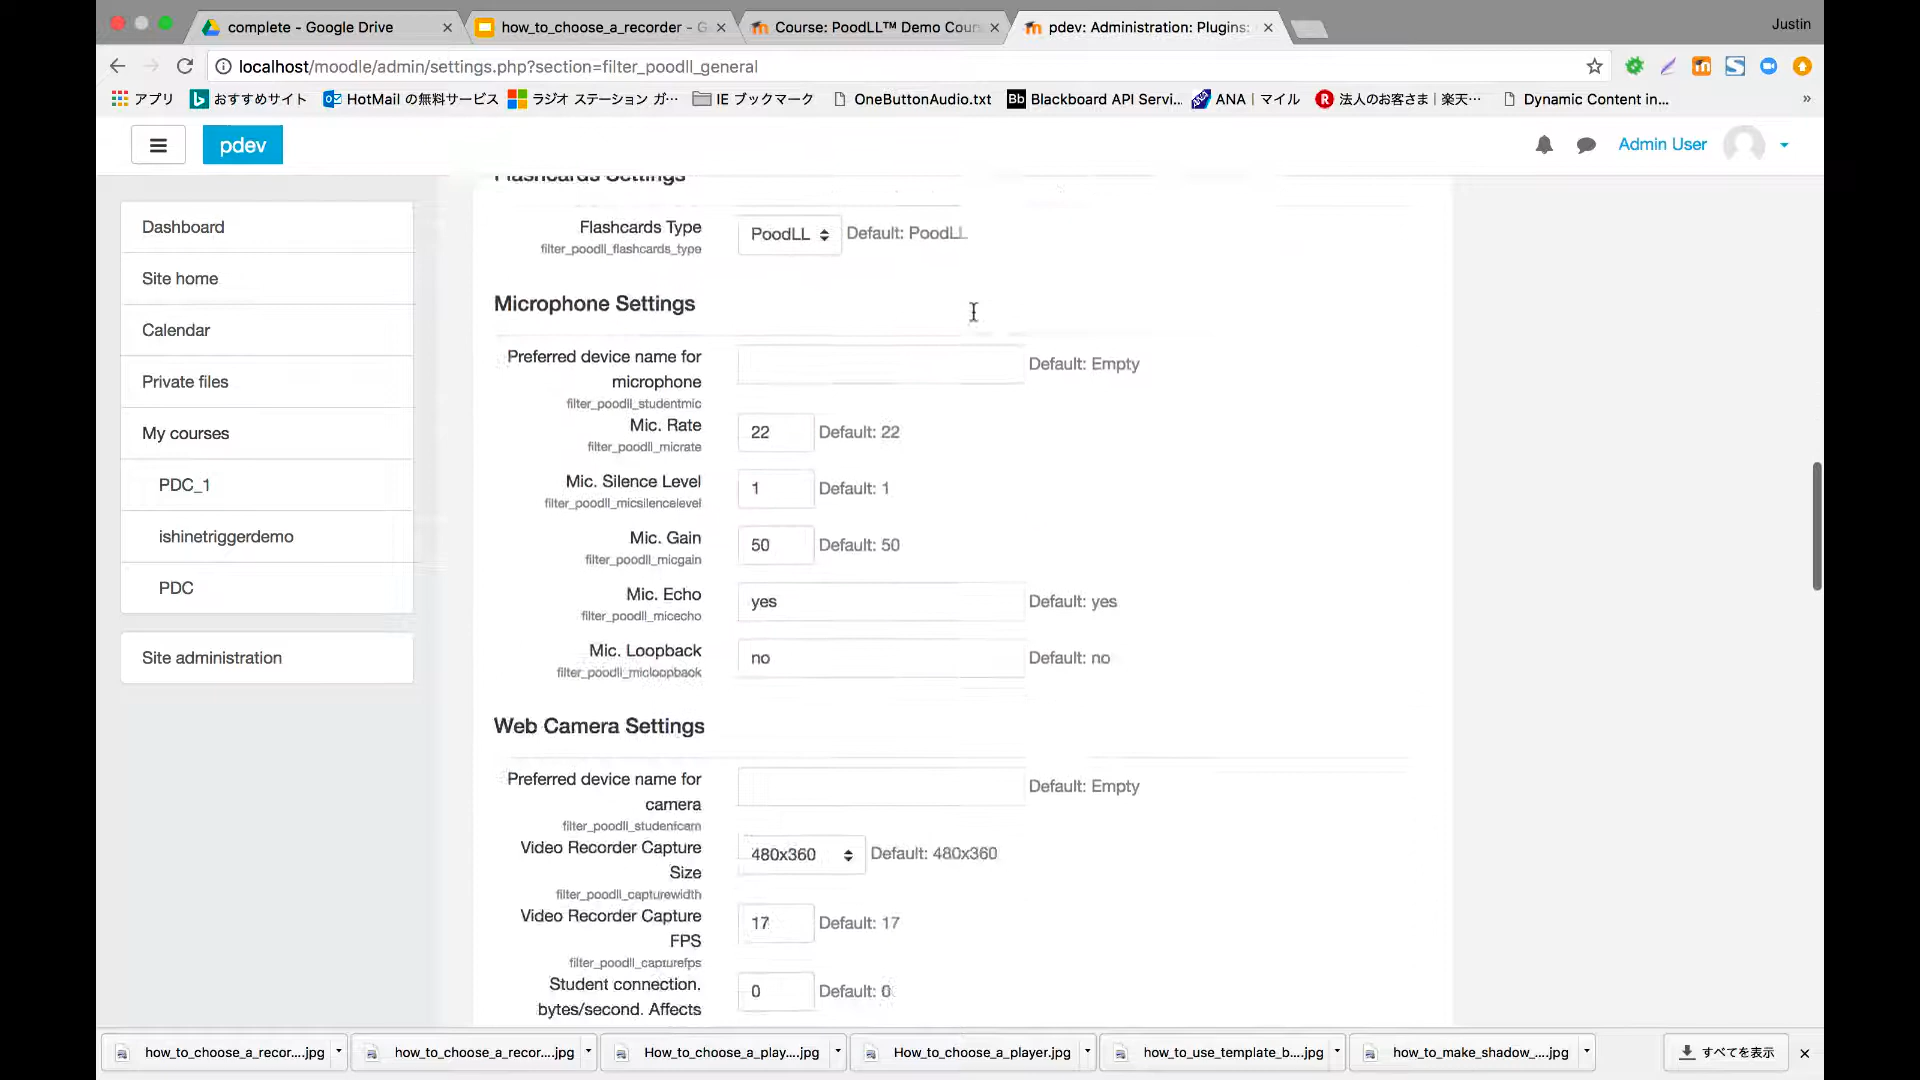 complete - Google Drive
how_to_choose_a_recorder - G
Course: PoodLL™ Demo Cour
pdev: Administration: Plugins:
Justin
localhost/moodle/admin/settings.php?section=filter_poodll_general
アプリ
おすすめサイト
HotMail の無料サービス
ラジオ ステーション ガ…
IE ブックマーク
OneButtonAudio.txt
Bb Blackboard API Servi...
ANA | マイル
R 法人のお客さま | 楽天…
Dynamic Content in...
»
pdev
Admin User
Dashboard
Site home
Calendar
Private files
My courses
PDC_1
ishinetriggerdemo
PDC
Site administration
Flashcards Settings
Flashcards Type
filter_poodll_flashcards_type
PoodLL
Default: PoodLL
Microphone Settings
Preferred device name for
microphone
filter_poodll_studentmic
Default: Empty
Mic. Rate
filter_poodll_micrate
22
Default: 22
Mic. Silence Level
filter_poodll_micsilencelevel
1
Default: 1
Mic. Gain
filter_poodll_micgain
50
Default: 50
Mic. Echo
filter_poodll_micecho
yes
Default: yes
Mic. Loopback
filter_poodll_micloopback
no
Default: no
Web Camera Settings
Preferred device name for
camera
filter_poodll_studentcam
Default: Empty
Video Recorder Capture
Size
filter_poodll_capturewidth
480x360
Default: 480x360
Video Recorder Capture
FPS
filter_poodll_capturefps
17
Default: 17
Student connection.
bytes/second. Affects
0
Default: 0
how_to_choose_a_recor....jpg
how_to_choose_a_recor....jpg
How_to_choose_a_play....jpg
How_to_choose_a_player.jpg
how_to_use_template_b....jpg
how_to_make_shadow_....jpg
すべてを表示